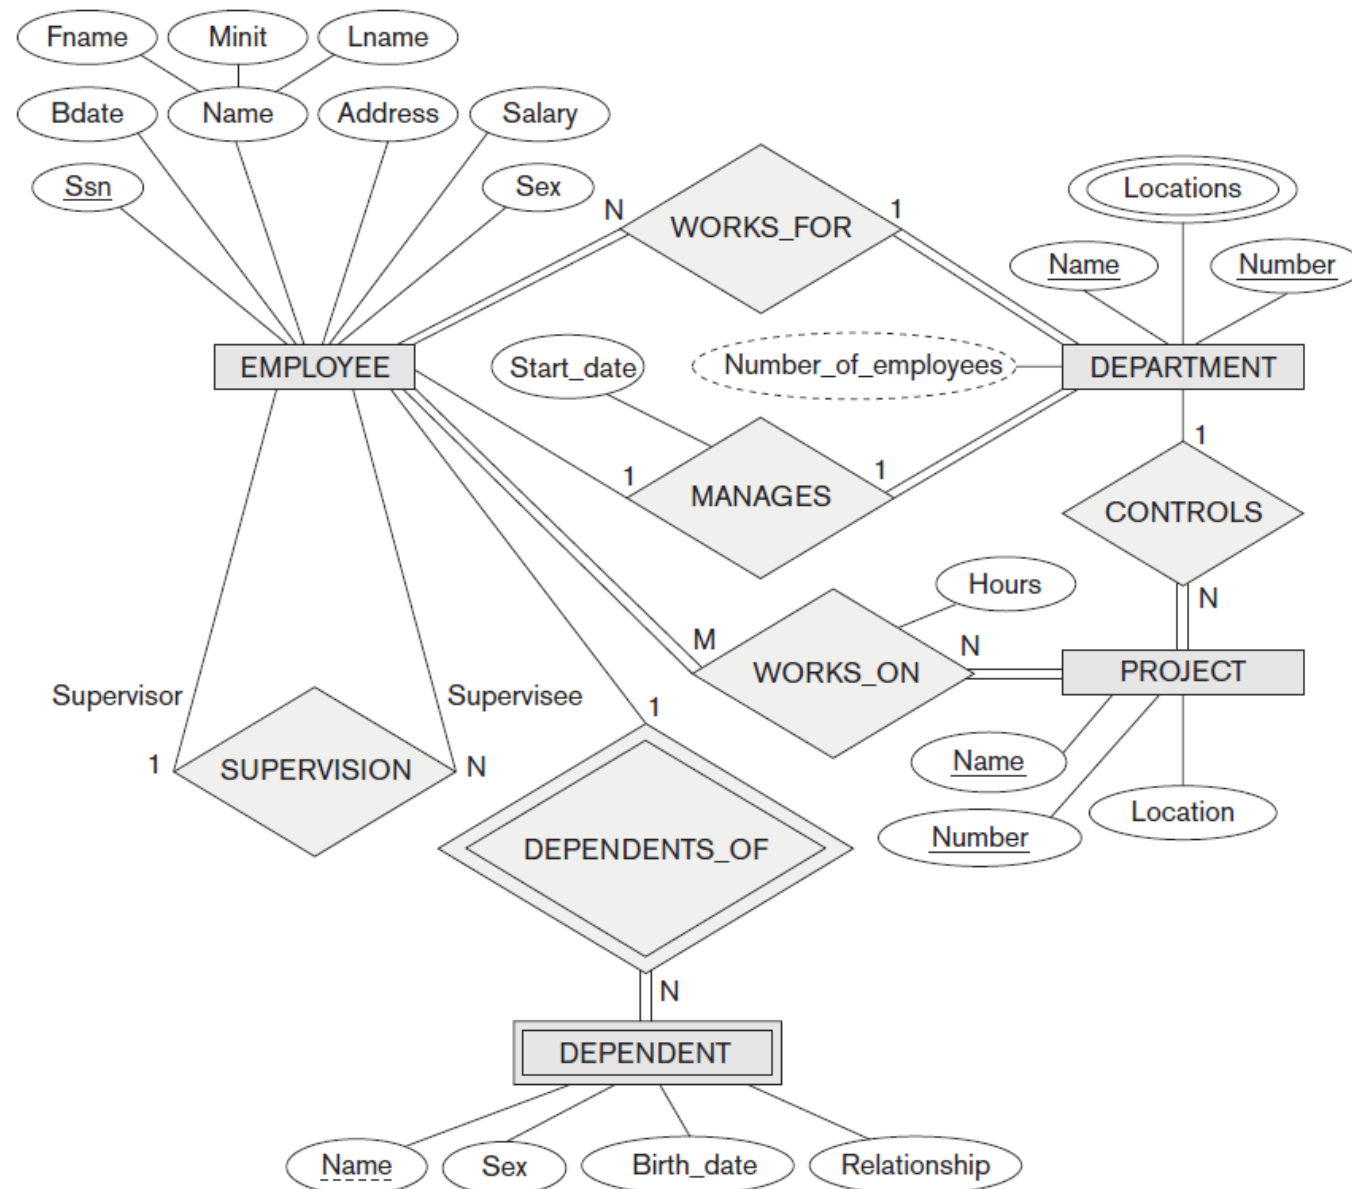 Fname
Minit
Lname
Bdate
Name
Address
Salary
Ssn
Sex
N
WORKS_FOR
1
Locations
Name
Number
EMPLOYEE
Start_date
Number_of_employees
DEPARTMENT
1
MANAGES
1
1
CONTROLS
N
Hours
M
WORKS_ON
N
PROJECT
Supervisor
Supervisee
1
SUPERVISION
N
1
Name
Number
Location
DEPENDENTS_OF
N
DEPENDENT
Name
Sex
Birth_date
Relationship